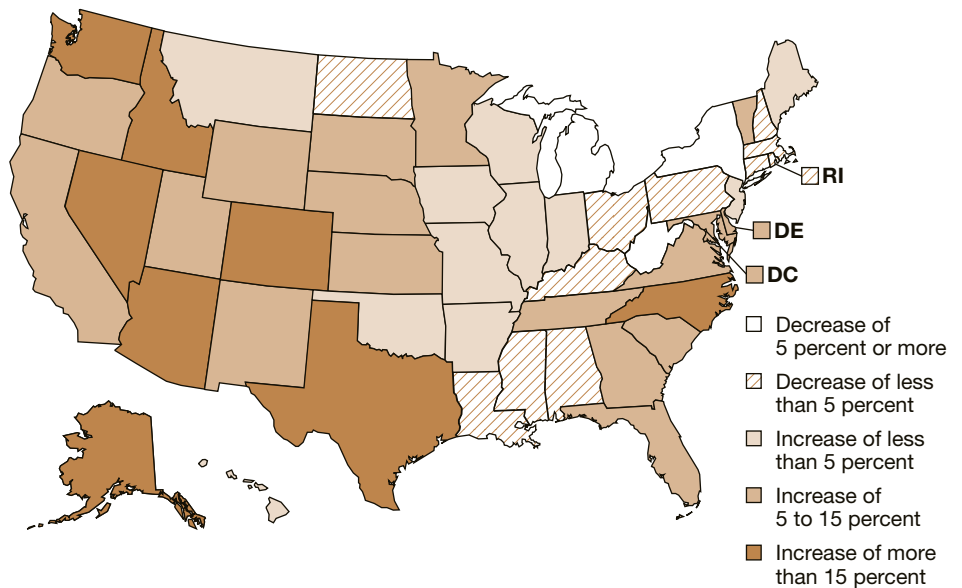 RI
DE
DC
Decrease of
5 percent or more
Decrease of less
than 5 percent
Increase of less
than 5 percent
Increase of
5 to 15 percent
Increase of more
than 15 percent